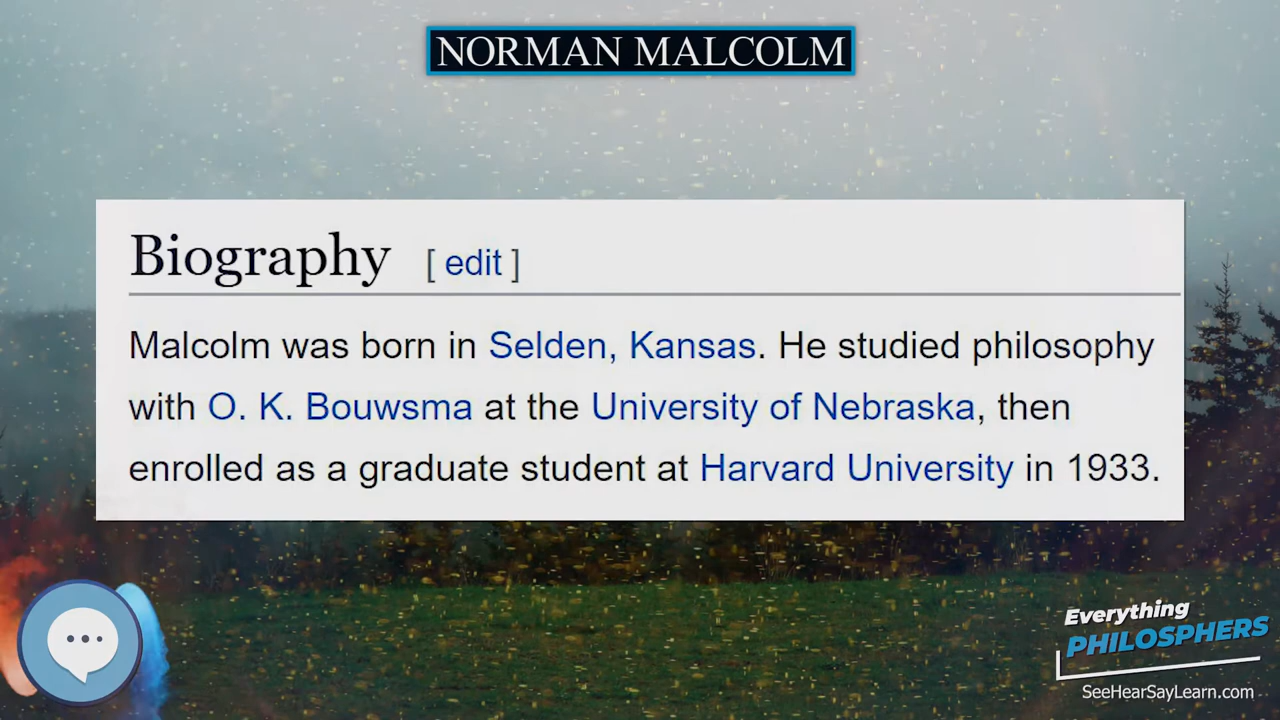 NORMAN MALCOLM
Biography [ edit ]
Malcolm was born in Selden, Kansas. He studied philosophy
with O. K. Bouwsma at the University of Nebraska, then
enrolled as a graduate student at Harvard University in 1933.
Everything
PHILOSPHERS
SeeHearSayLearn.com